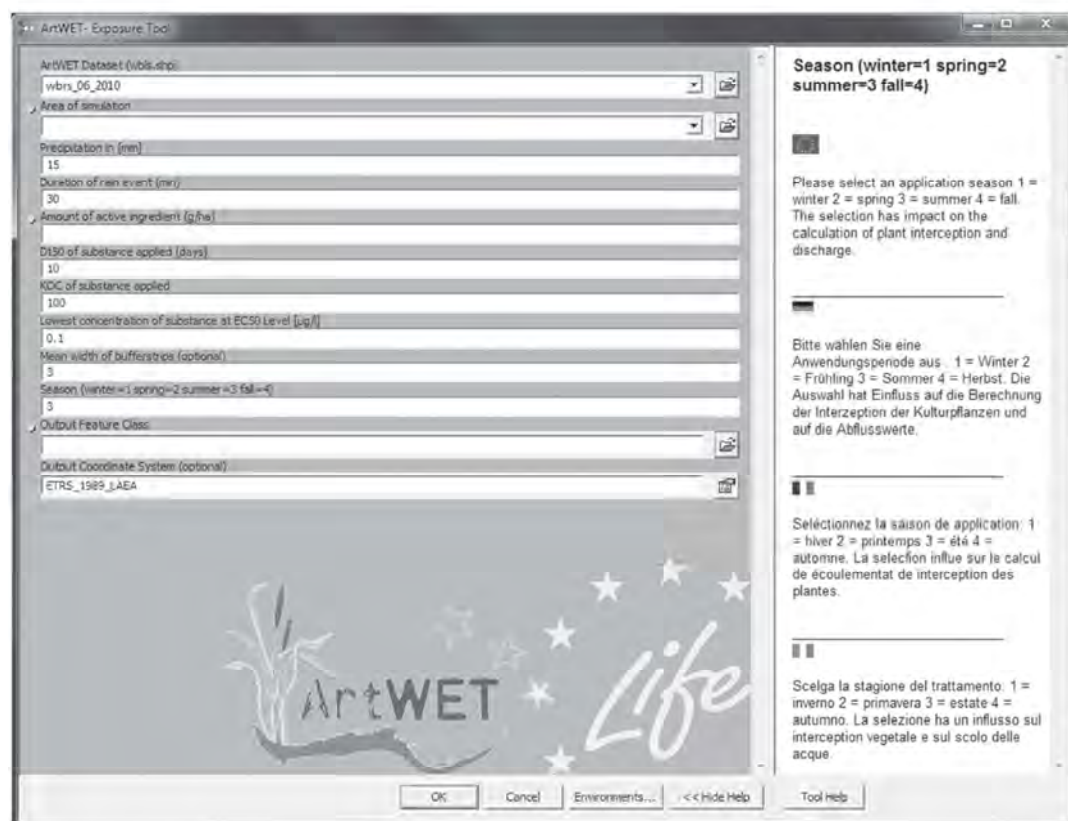 ArtWET- Exposure Tool
ArtWET Dataset (wbls.shp)
wbrs_06_2010
Area of simulation
Precipitation in [mm]
15
Duration of rain event (min)
30
Amount of active ingredient (g/ha)
Dt50 of substance applied (days)
10
KOC of substance applied
100
Lowest concentration of substance at EC50 Level [µg/l]
0.1
Mean width of bufferstrips (optional)
3
Season (winter=1 spring=2 summer=3 fall=4)
3
Output Feature Class
Output Coordinate System (optional)
ETRS_1989_LAEA
ArtWET
Life
OK
Cancel
Environments...
<< Hide Help
Tool Help
Season (winter=1 spring=2
summer=3 fall=4)
Please select an application season 1 =
winter 2 = spring 3 = summer 4 = fall.
The selection has impact on the
calculation of plant interception and
discharge.
Bitte wählen Sie eine
Anwendungsperiode aus . 1 = Winter 2
= Frühling 3 = Sommer 4 = Herbst. Die
Auswahl hat Einfluss auf die Berechnung
der Interzeption der Kulturpflanzen und
auf die Abflusswerte.
Seléctionnez la saison de application: 1
= hiver 2 = printemps 3 = été 4 =
automne. La selection influe sur le calcul
de écoulementat de interception des
plantes.
Scelga la stagione del trattamento: 1 =
inverno 2 = primavera 3 = estate 4 =
autumno. La selezione ha un influsso sul
interception vegetale e sul scolo delle
acque.